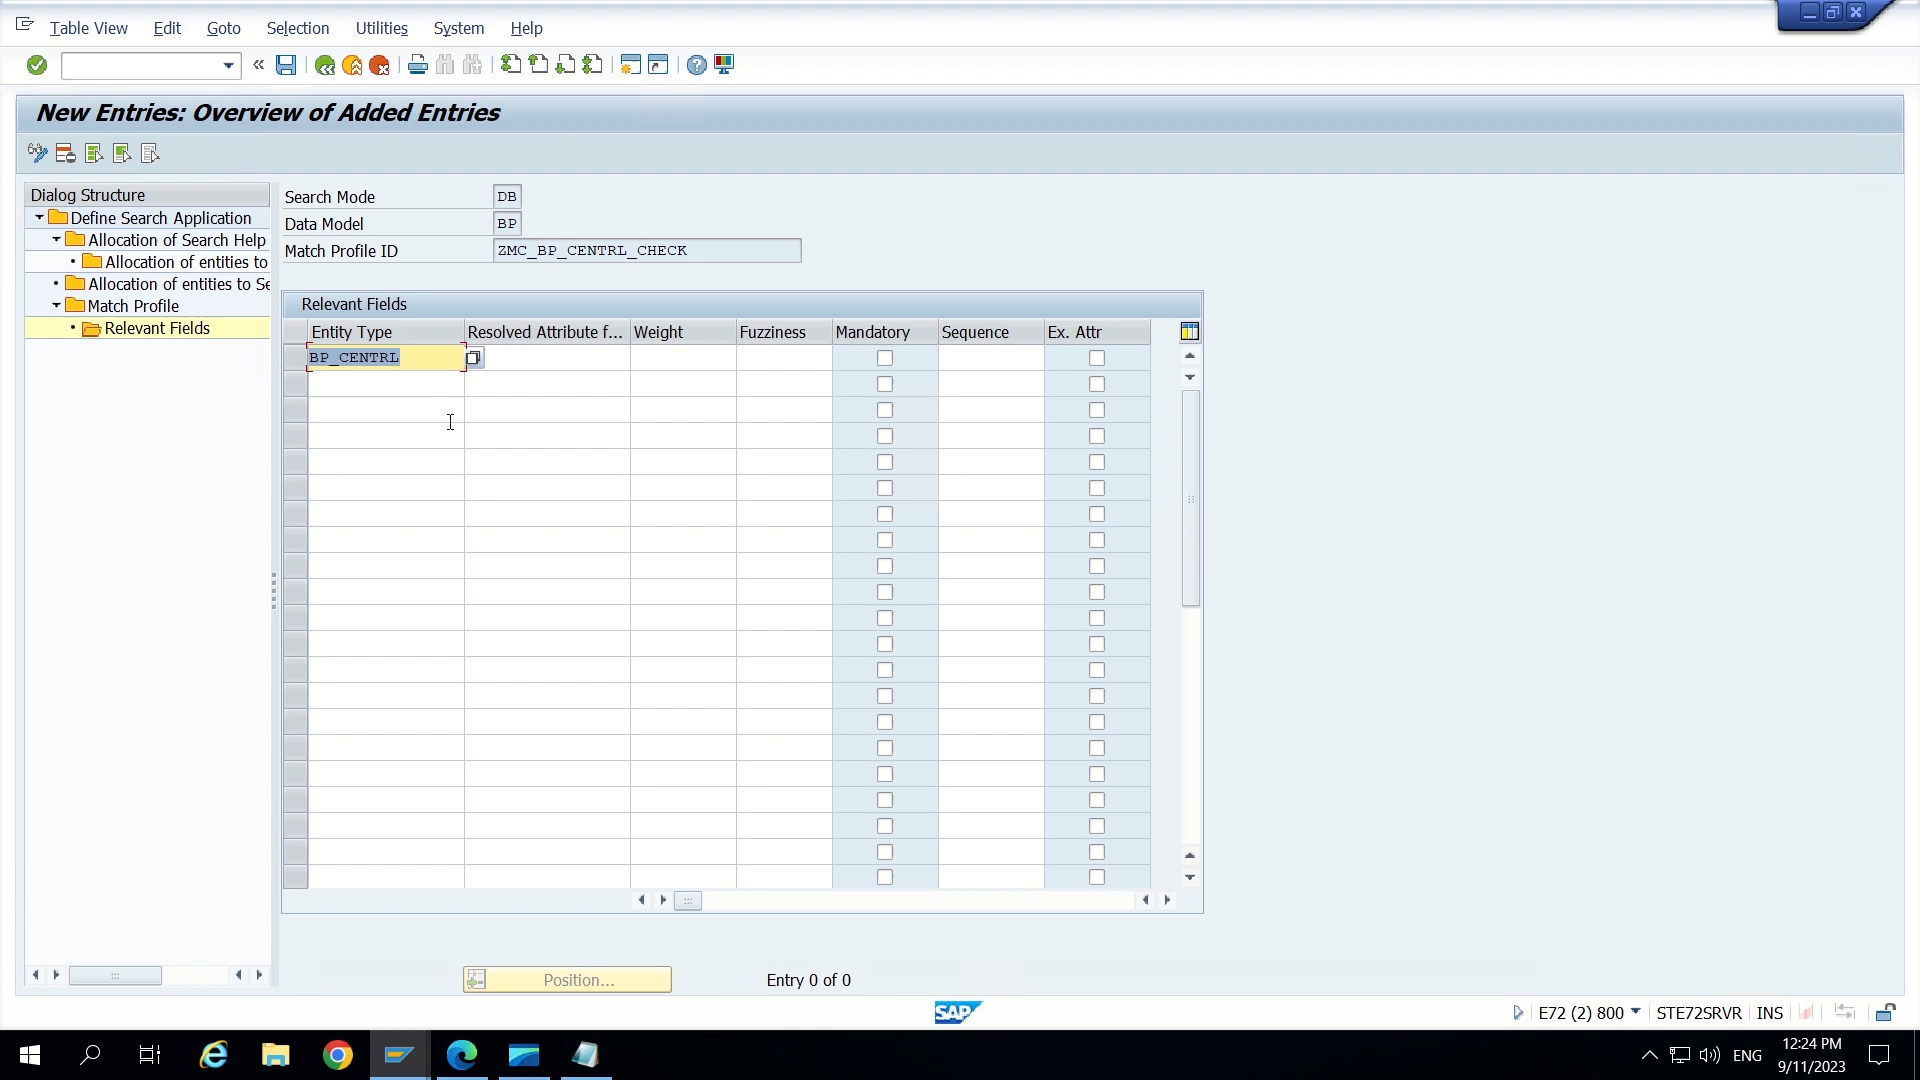 Table View Edit Goto Selection Utilities System Help
New Entries: Overview of Added Entries
Dialog Structure
Define Search Application
Allocation of Search Help
Allocation of entities to
Allocation of entities to Se
Match Profile
Relevant Fields
Search Mode DB
Data Model BP
Match Profile ID ZMC_BP_CENTRL_CHECK
Relevant Fields
Entity Type Resolved Attribute f... Weight Fuzziness Mandatory Sequence Ex. Attr
BP_CENTRL
Position... Entry 0 of 0
SAP
E72 (2) 800 STE72SRVR INS
ENG
12:24 PM
9/11/2023